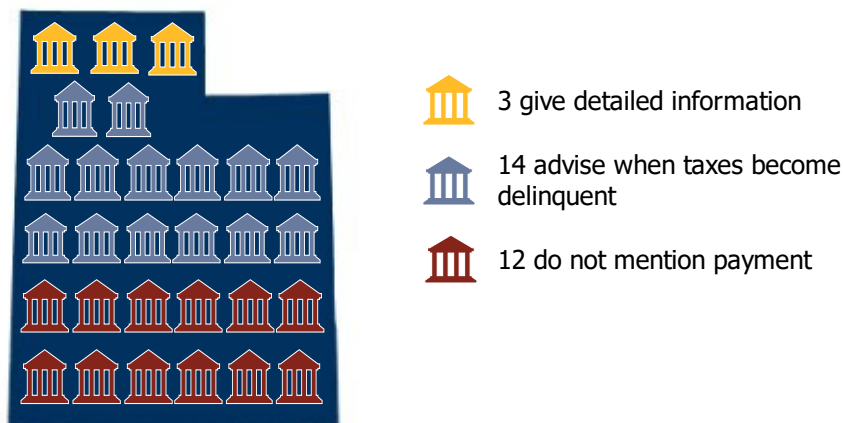 3 give detailed information
14 advise when taxes become
delinquent
12 do not mention payment